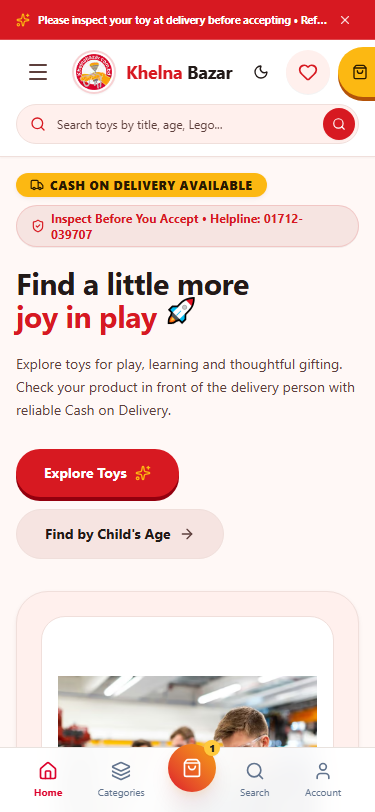 Please inspect your toy at delivery before accepting • Ref...
Khelna Bazar
Search toys by title, age, Lego...
CASH ON DELIVERY AVAILABLE
Inspect Before You Accept • Helpline: 01712-
039707
Find a little more
joy in play 🚀
Explore toys for play, learning and thoughtful gifting.
Check your product in front of the delivery person with
reliable Cash on Delivery.
Explore Toys
Find by Child's Age
1
Home
Categories
Search
Account